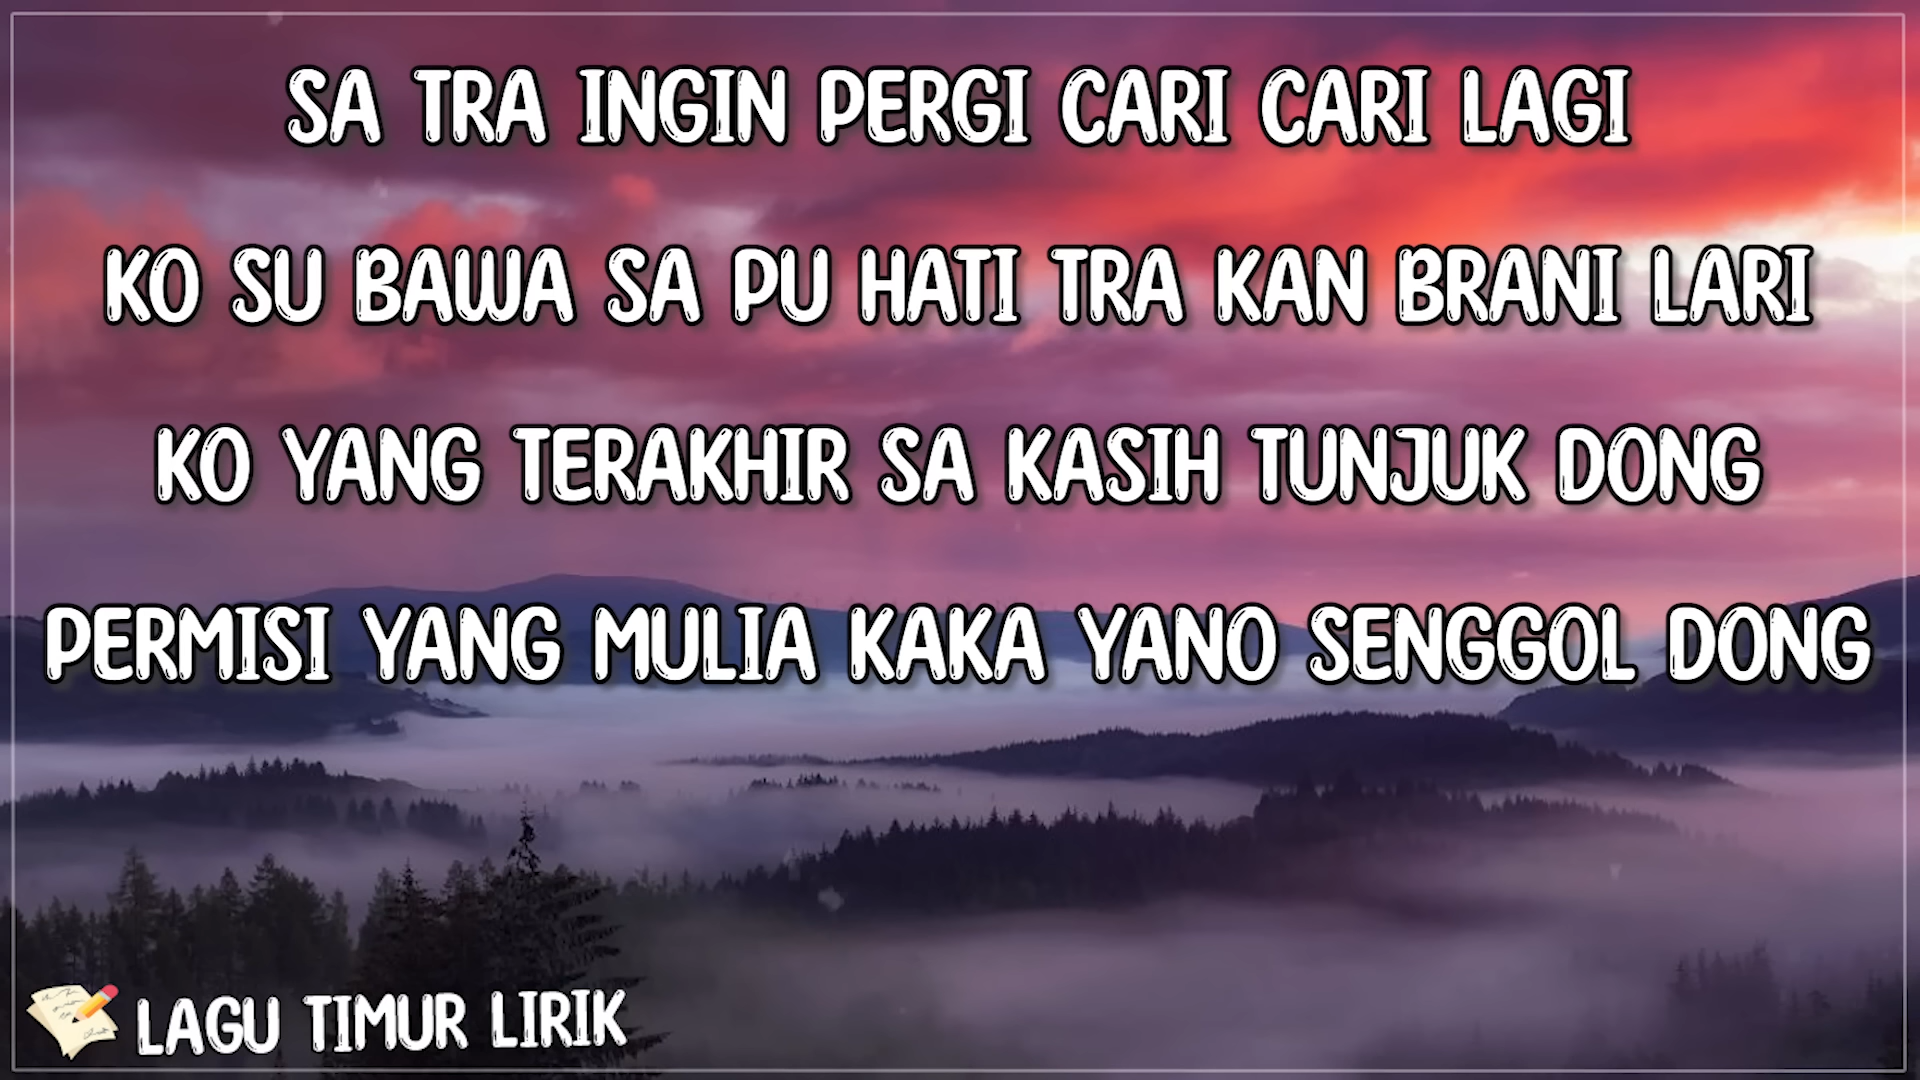 SA TRA INGIN PERGI CARI CARI LAGI
KO SU BAWA SA PU HATI TRA KAN BRANI LARI
KO YANG TERAKHIR SA KASIH TUNJUK DONG
PERMISI YANG MULIA KAKA YANO SENGGOL DONG
LAGU TIMUR LIRIK